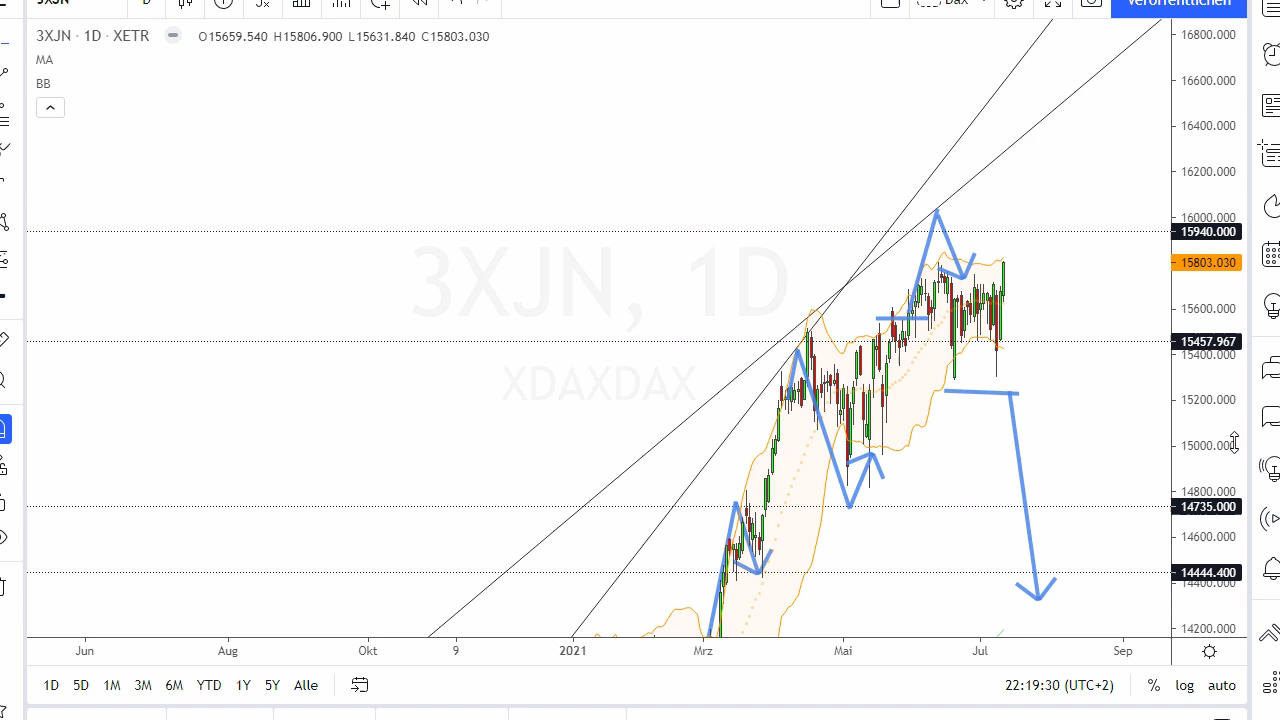 3XJN
D
Dax
Veröffentlichen
3XJN · 1D · XETR O15659.540 H15806.900 L15631.840 C15803.030
MA
BB
3XJN, 1D
XDAXDAX
16800.000
16600.000
16400.000
16200.000
16000.000
15940.000
15803.030
15600.000
15457.967
15400.000
15200.000
15000.000
14800.000
14735.000
14600.000
14444.400
14400.000
14200.000
Jun Aug Okt 9 2021 Mrz Mai Jul Sep
1D 5D 1M 3M 6M YTD 1Y 5Y Alle 22:19:30 (UTC+2) % log auto